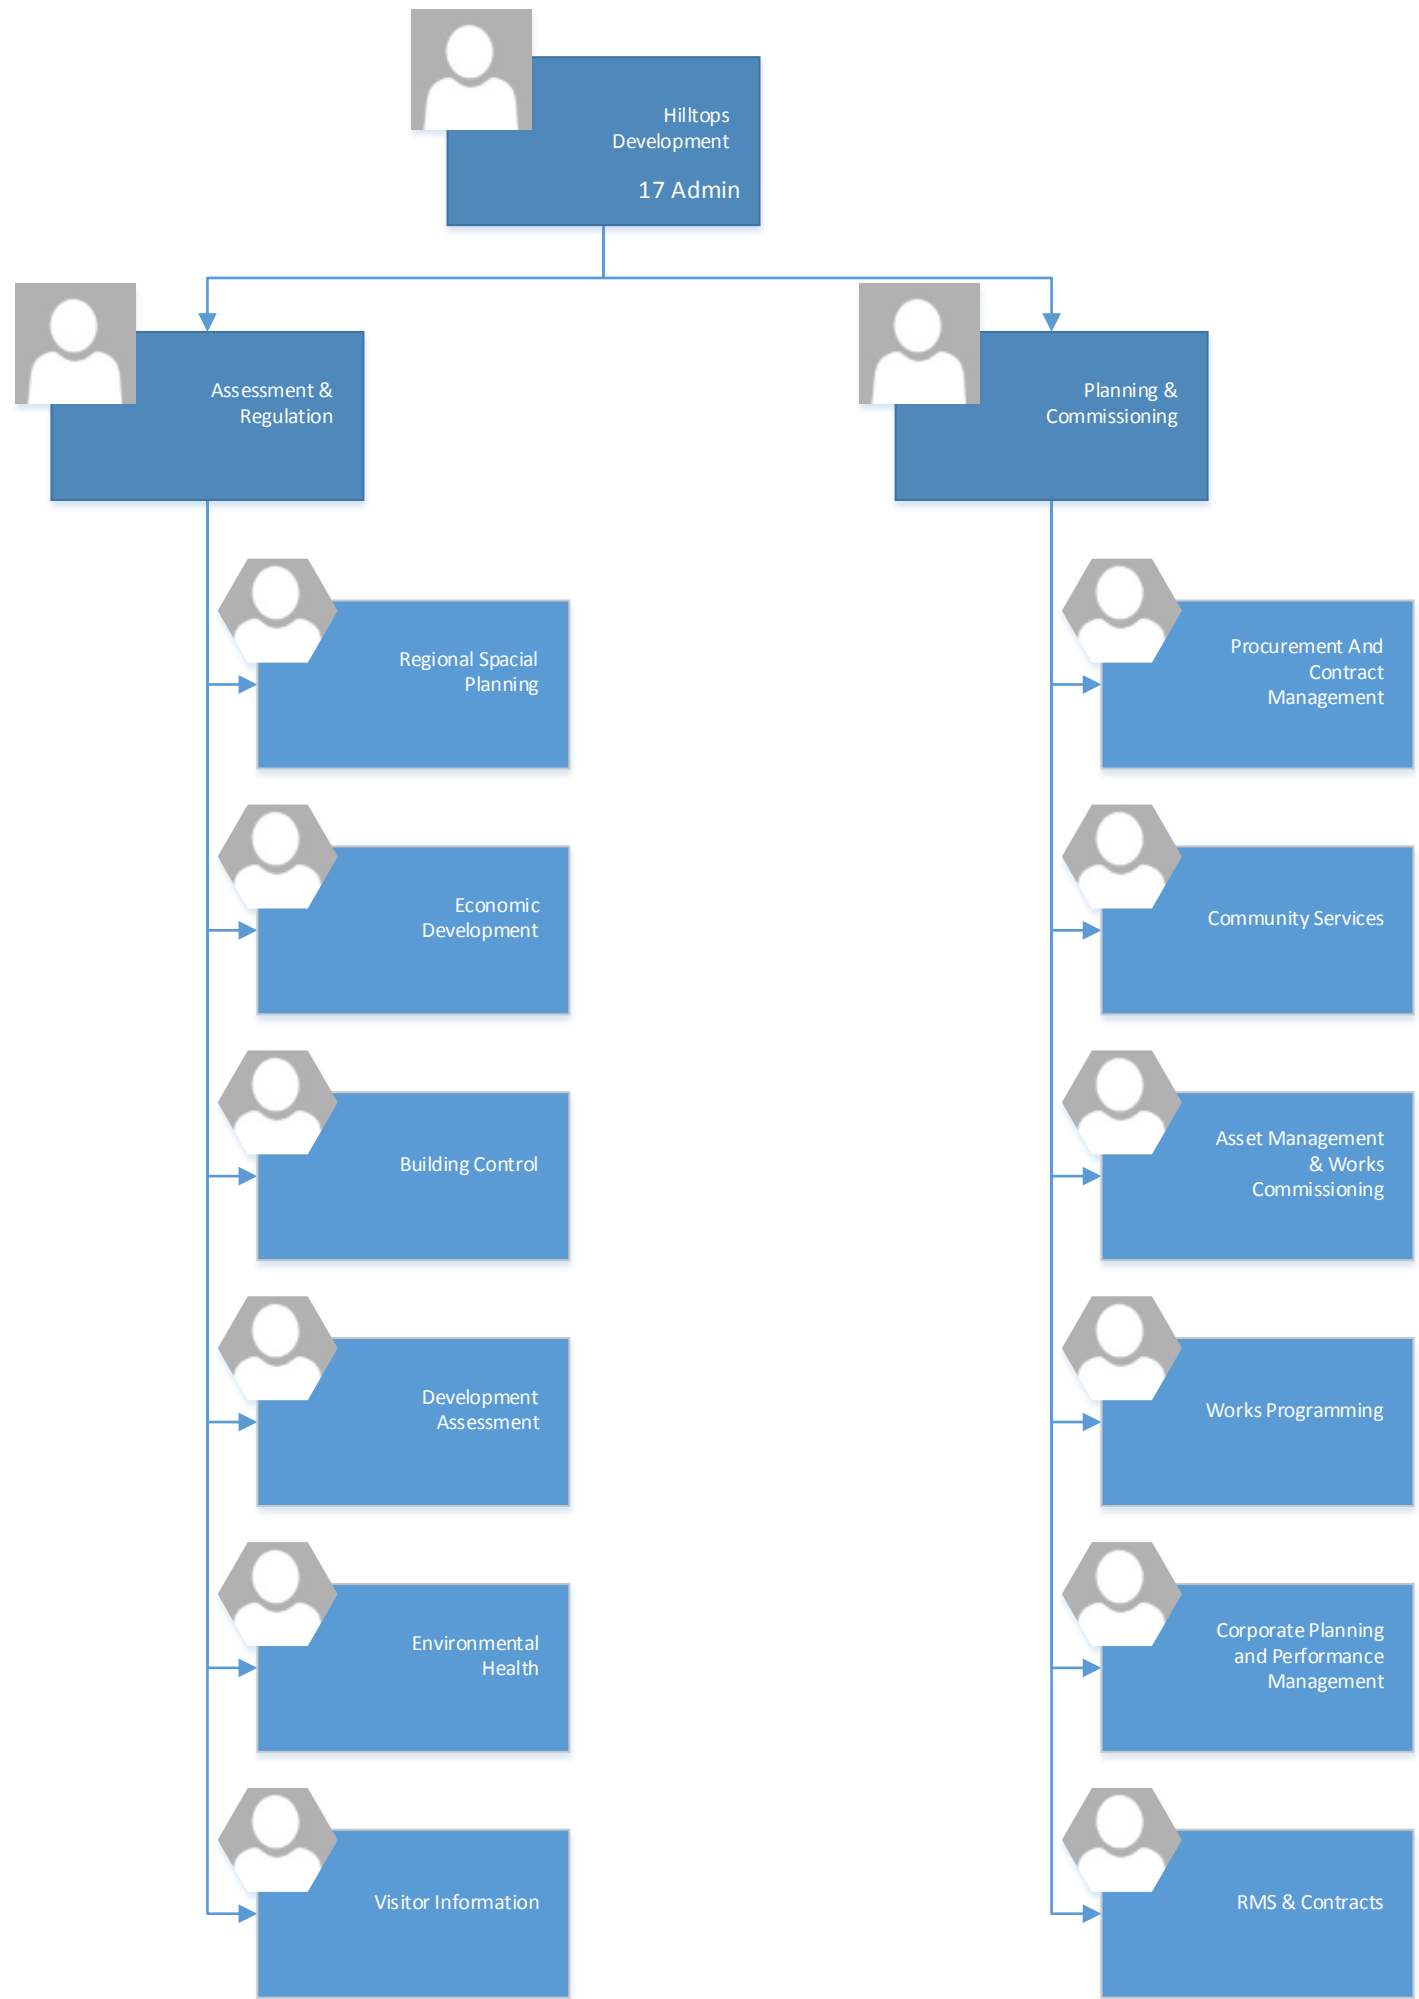 Hilltops
Development
17 Admin
Assessment &
Regulation
Planning &
Commissioning
Regional Spacial
Planning
Economic
Development
Building Control
Development
Assessment
Environmental
Health
Visitor Information
Procurement And
Contract
Management
Community Services
Asset Management
& Works
Commissioning
Works Programming
Corporate Planning
and Performance
Management
RMS & Contracts